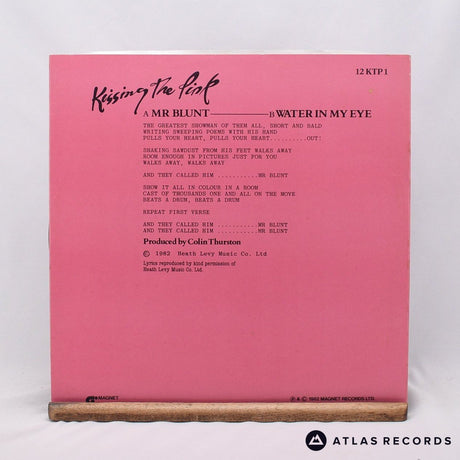 12 KTP 1
Kissing the Pink
A MR BLUNT B WATER IN MY EYE
THE GREATEST SHOWMAN OF THEM ALL, SHORT AND BALD
WRITING SWEEPING POEMS WITH HIS HAND
PULLS YOUR HEART, PULLS YOUR HEART..........OUT!
SHAKING SAWDUST FROM HIS FEET WALKS AWAY
ROOM ENOUGH IN PICTURES JUST FOR YOU
WALKS AWAY, WALKS AWAY
AND THEY CALLED HIM ...........MR BLUNT
SHOW IT ALL IN COLOUR IN A ROOM
CAST OF THOUSANDS ONE AND ALL ON THE MOVE
BEATS A DRUM, BEATS A DRUM
REPEAT FIRST VERSE
AND THEY CALLED HIM ...........MR BLUNT
AND THEY CALLED HIM ...........MR BLUNT
Produced by Colin Thurston
© 1982 Heath Levy Music Co. Ltd
Lyrics reproduced by kind permission of
Heath Levy Music Co. Ltd.
MAGNET
℗ & © 1982 MAGNET RECORDS LTD.
ATLAS RECORDS